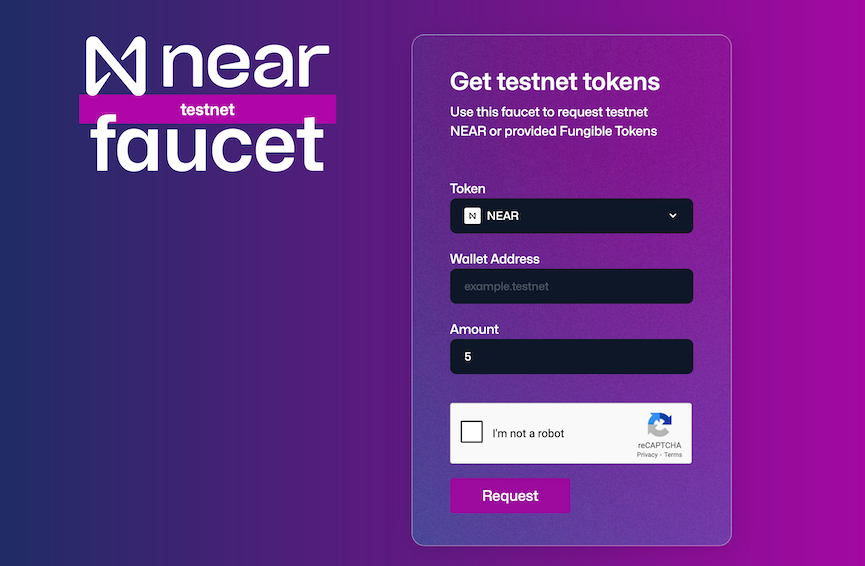 near
testnet
faucet
Get testnet tokens
Use this faucet to request testnet
NEAR or provided Fungible Tokens
Token
NEAR
Wallet Address
example.testnet
Amount
5
I'm not a robot
reCAPTCHA
Privacy - Terms
Request